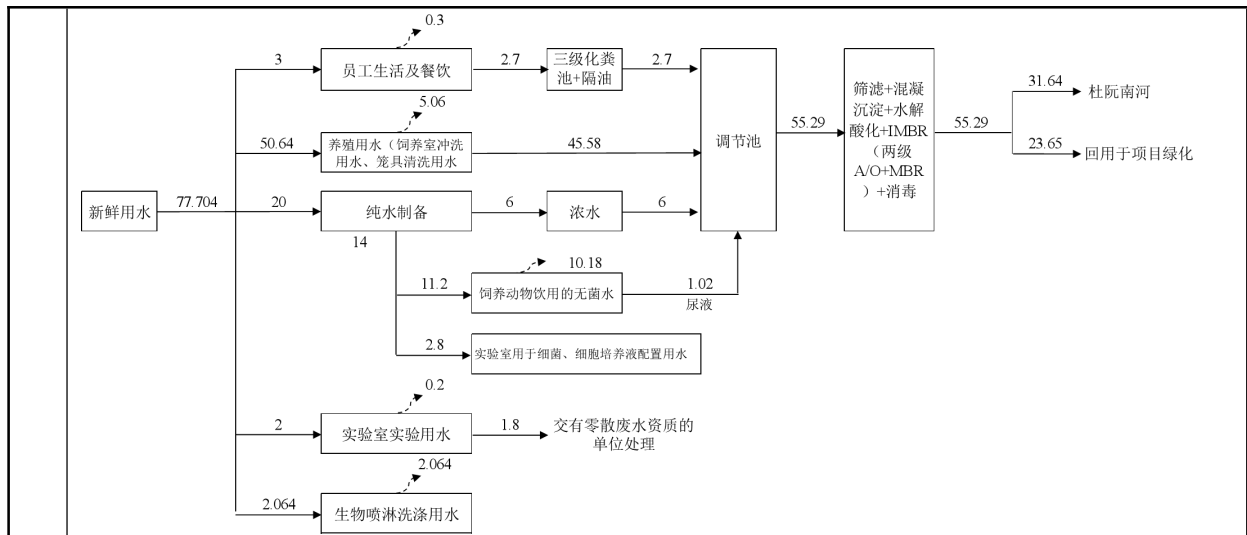 0.3
3
员工生活及餐饮
2.7
三级化粪
池+隔油
2.7
5.06
50.64
养殖用水（饲养室冲洗
用水、笼具清洗用水
45.58
调节池
55.29
筛滤+混凝
沉淀+水解
酸化+IMBR
（两级
A/O+MBR
）+消毒
55.29
31.64
杜阮南河
23.65
回用于项目绿化
新鲜用水
77.704
20
纯水制备
6
浓水
6
14
11.2
10.18
饲养动物饮用的无菌水
1.02
尿液
2.8
实验室用于细菌、细胞培养液配置用水
0.2
2
实验室实验用水
1.8
交有零散废水资质的
单位处理
2.064
2.064
生物喷淋洗涤用水